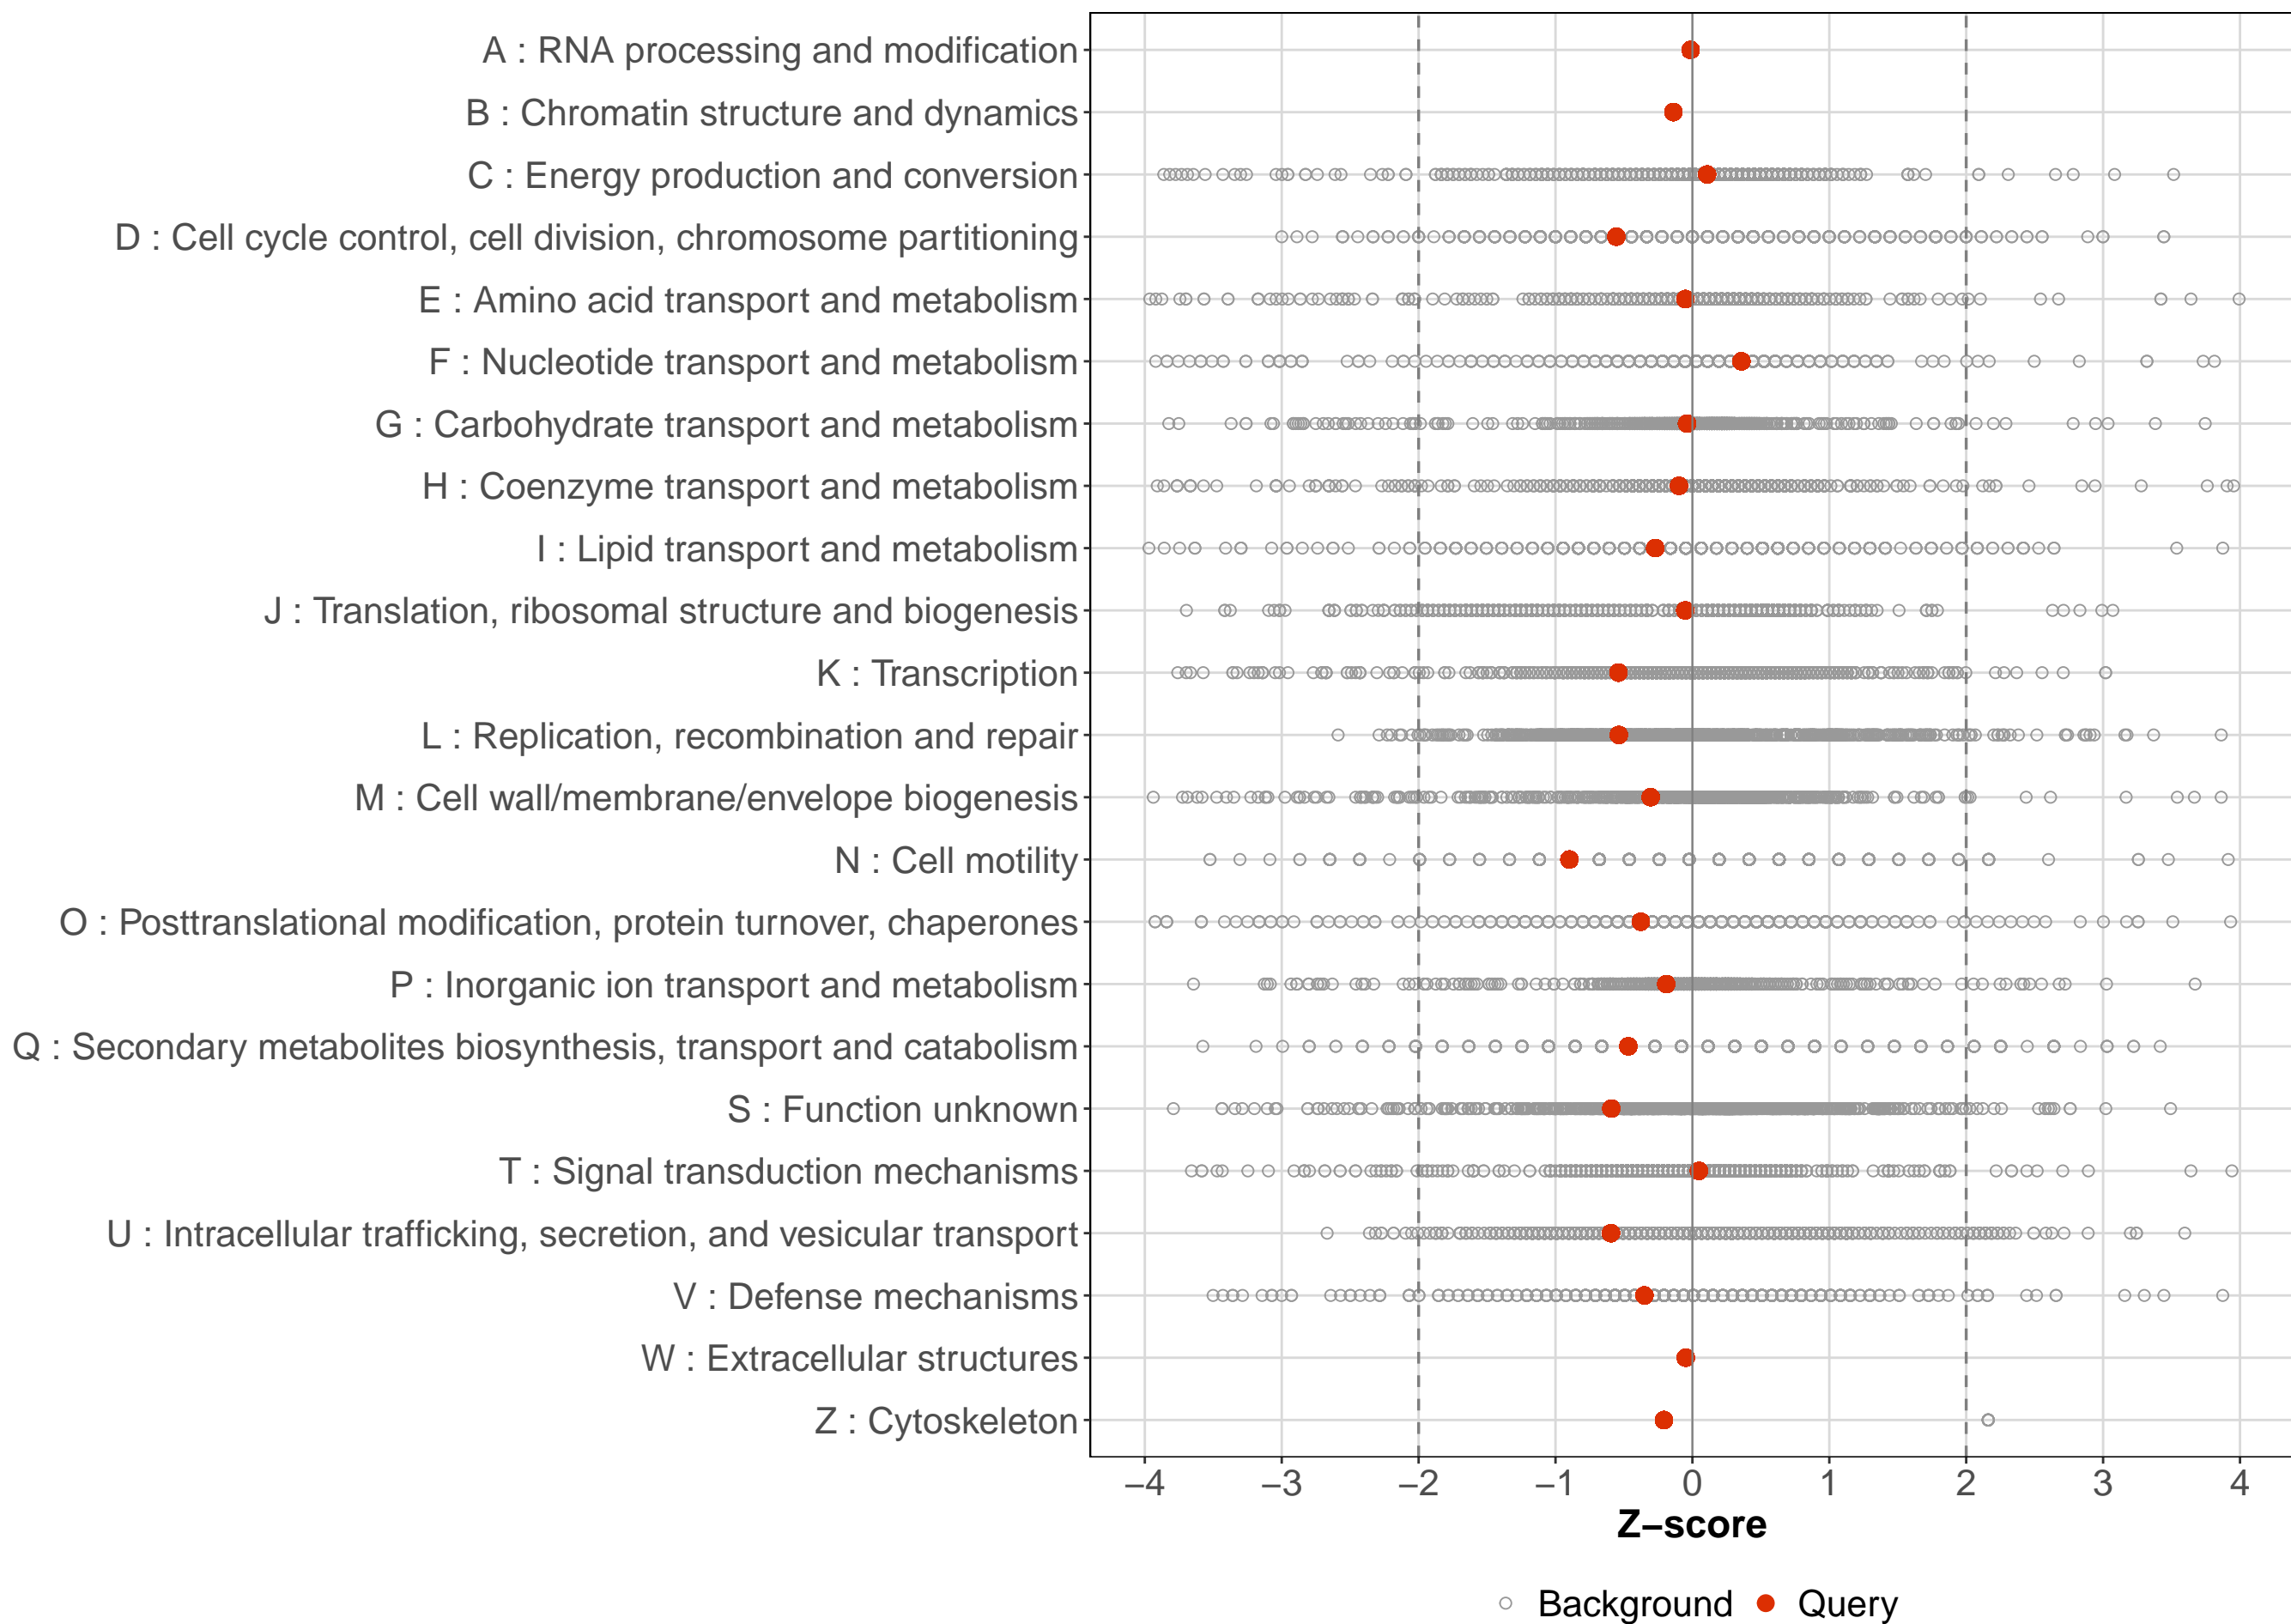 A : RNA processing and modification
B : Chromatin structure and dynamics
C : Energy production and conversion
D : Cell cycle control, cell division, chromosome partitioning
E : Amino acid transport and metabolism
F : Nucleotide transport and metabolism
G : Carbohydrate transport and metabolism
H : Coenzyme transport and metabolism
I : Lipid transport and metabolism
J : Translation, ribosomal structure and biogenesis
K : Transcription
L : Replication, recombination and repair
M : Cell wall/membrane/envelope biogenesis
N : Cell motility
O : Posttranslational modification, protein turnover, chaperones
P : Inorganic ion transport and metabolism
Q : Secondary metabolites biosynthesis, transport and catabolism
S : Function unknown
T : Signal transduction mechanisms
U : Intracellular trafficking, secretion, and vesicular transport
V : Defense mechanisms
W : Extracellular structures
Z : Cytoskeleton
−4 −3 −2 −1 0 1 2 3 4
Z−score
Background Query